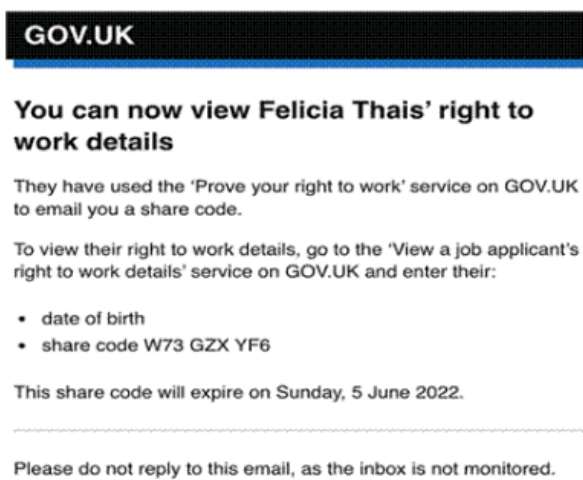 GOV.UK
You can now view Felicia Thais’ right to
work details
They have used the ‘Prove your right to work’ service on GOV.UK
to email you a share code.
To view their right to work details, go to the ‘View a job applicant’s
right to work details’ service on GOV.UK and enter their:
• date of birth
• share code W73 GZX YF6
This share code will expire on Sunday, 5 June 2022.
Please do not reply to this email, as the inbox is not monitored.